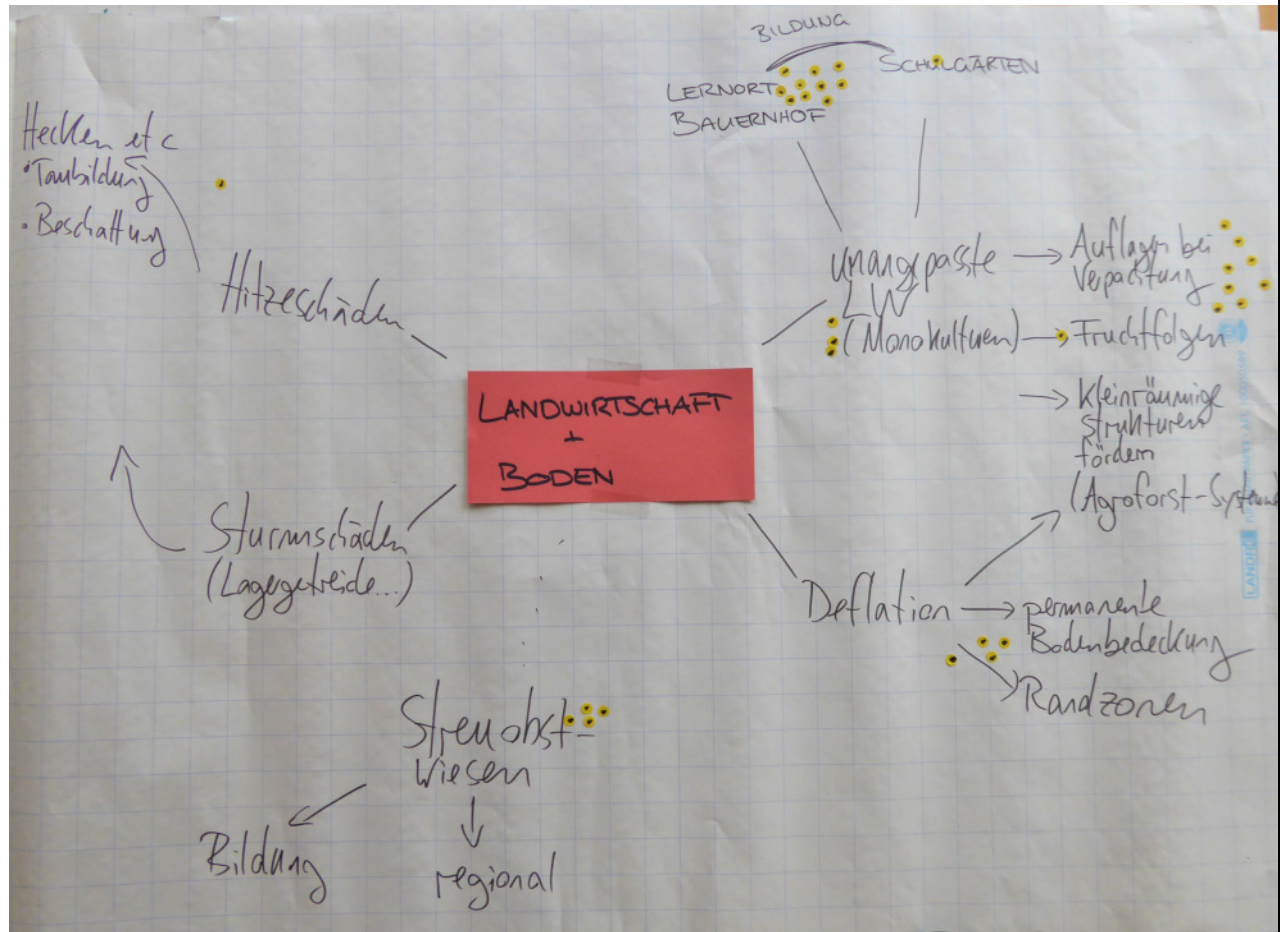 BILDUNG
SCHULGÄRTEN
LERNORT
BAUERNHOF
Hecken etc
• Taubildung
• Beschattung
Hitzeschäden
unangepasste
LW
(Monokulturen)
Auflagen bei
Verpachtung
Fruchtfolgen
kleinräumige
Strukturen
fördern
(Agroforst-Systeme
LANDWIRTSCHAFT
+
BODEN
Sturmschäden
(Lagergetreide...)
Deflation
permanente
Bodenbedeckung
Randzonen
Streuobst-
wiesen
Bildung
regional